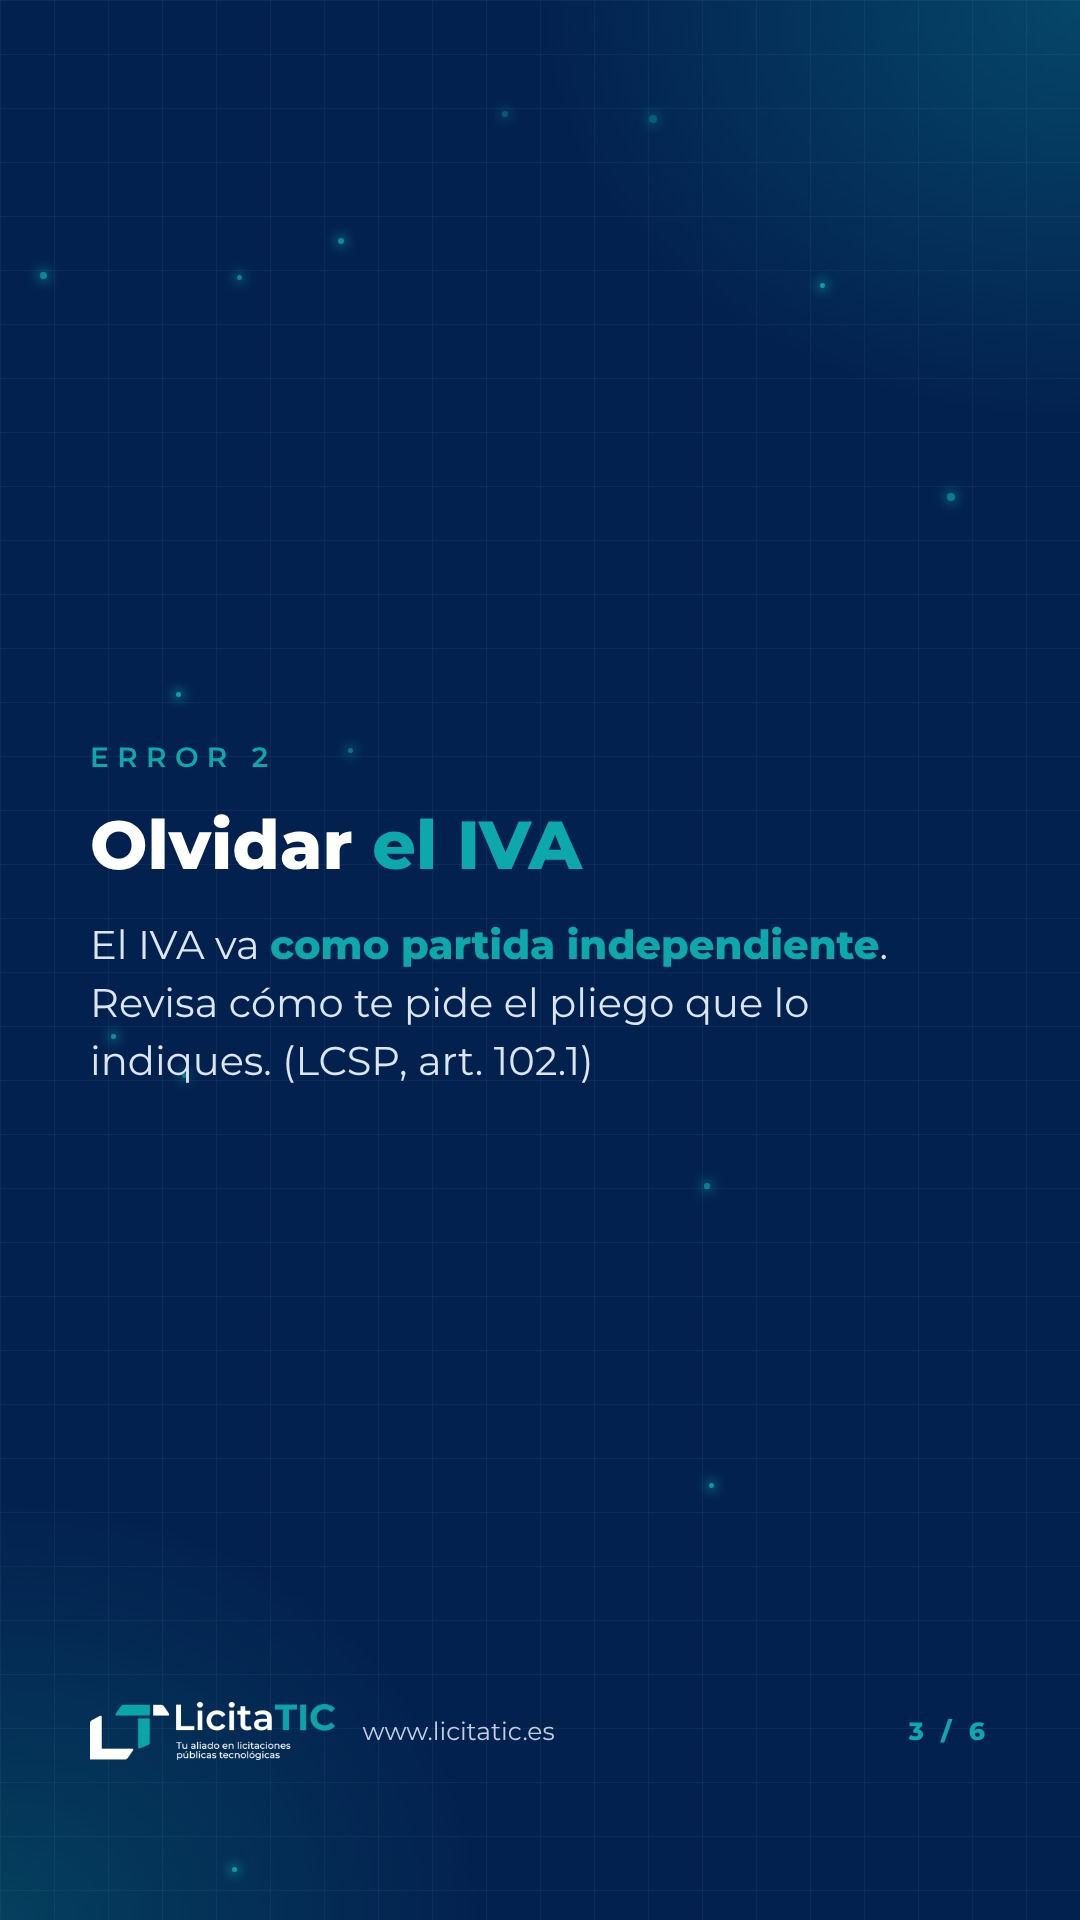 ERROR 2
Olvidar el IVA
El IVA va como partida independiente.
Revisa cómo te pide el pliego que lo
indiques. (LCSP, art. 102.1)
LicitaTIC
Tu aliado en licitaciones
públicas tecnológicas
www.licitatic.es
3 / 6